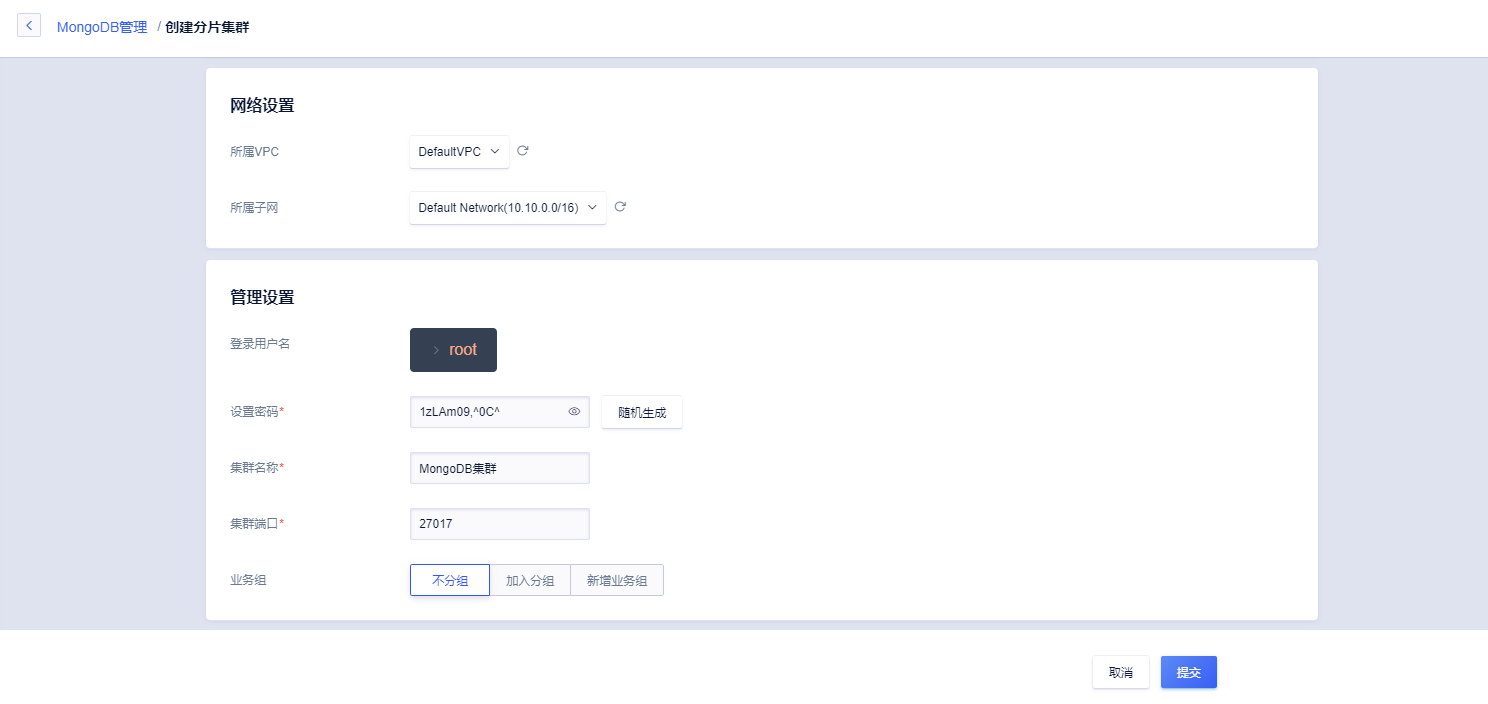 MongoDB管理 / 创建分片集群
网络设置
所属VPC DefaultVPC
所属子网 Default Network(10.10.0.0/16)
管理设置
登录用户名 root
设置密码* 1zLAm09,^0C^ 随机生成
集群名称* MongoDB集群
集群端口* 27017
业务组 不分组 加入分组 新增业务组
取消 提交